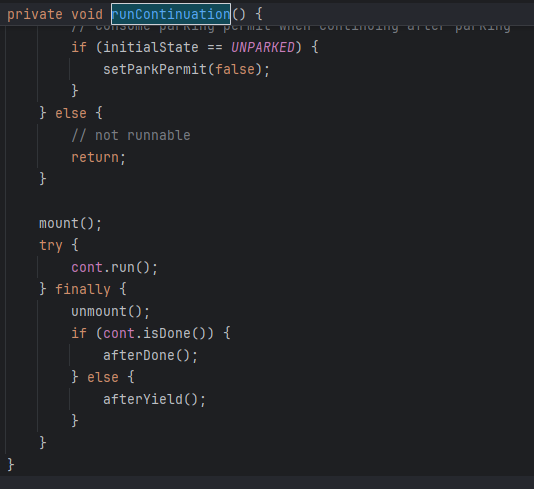 private void runContinuation() {
// consume parking permit when continuing after parking
if (initialState == UNPARKED) {
setParkPermit(false);
}
} else {
// not runnable
return;
}
mount();
try {
cont.run();
} finally {
unmount();
if (cont.isDone()) {
afterDone();
} else {
afterYield();
}
}
}